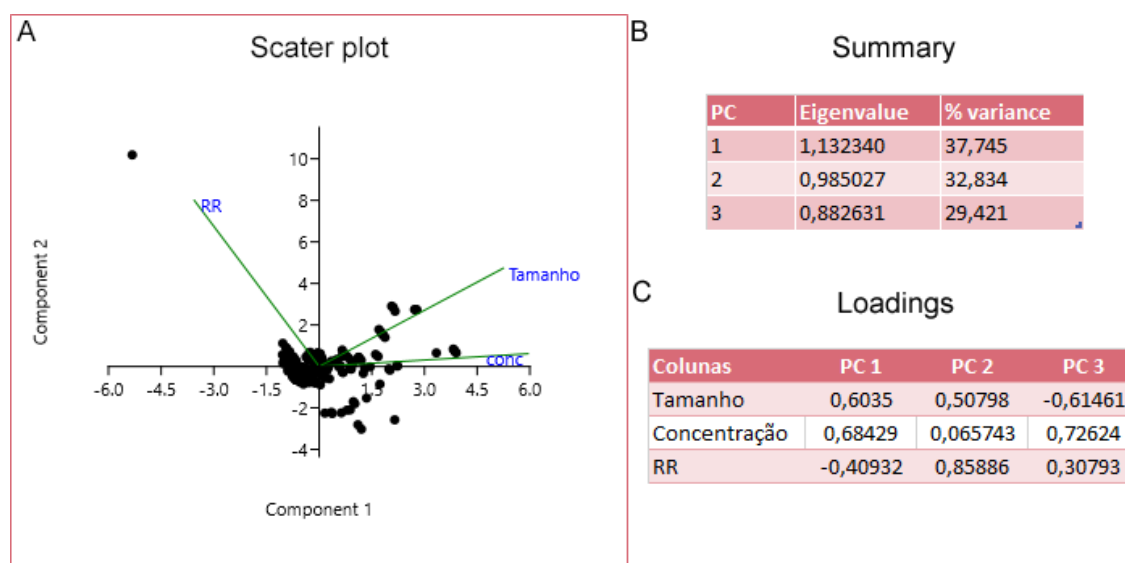 A
Scater plot
10
8
6
4
2
-2
-4
-6.0 -4.5 -3.0 -1.5 0.0 1.5 3.0 4.5 6.0
RR
Tamanho
conc
Component 2
Component 1
B
Summary
PC Eigenvalue % variance
1 1,132340 37,745
2 0,985027 32,834
3 0,882631 29,421
C
Loadings
Colunas PC 1 PC 2 PC 3
Tamanho 0,6035 0,50798 -0,61461
Concentração 0,68429 0,065743 0,72624
RR -0,40932 0,85886 0,30793